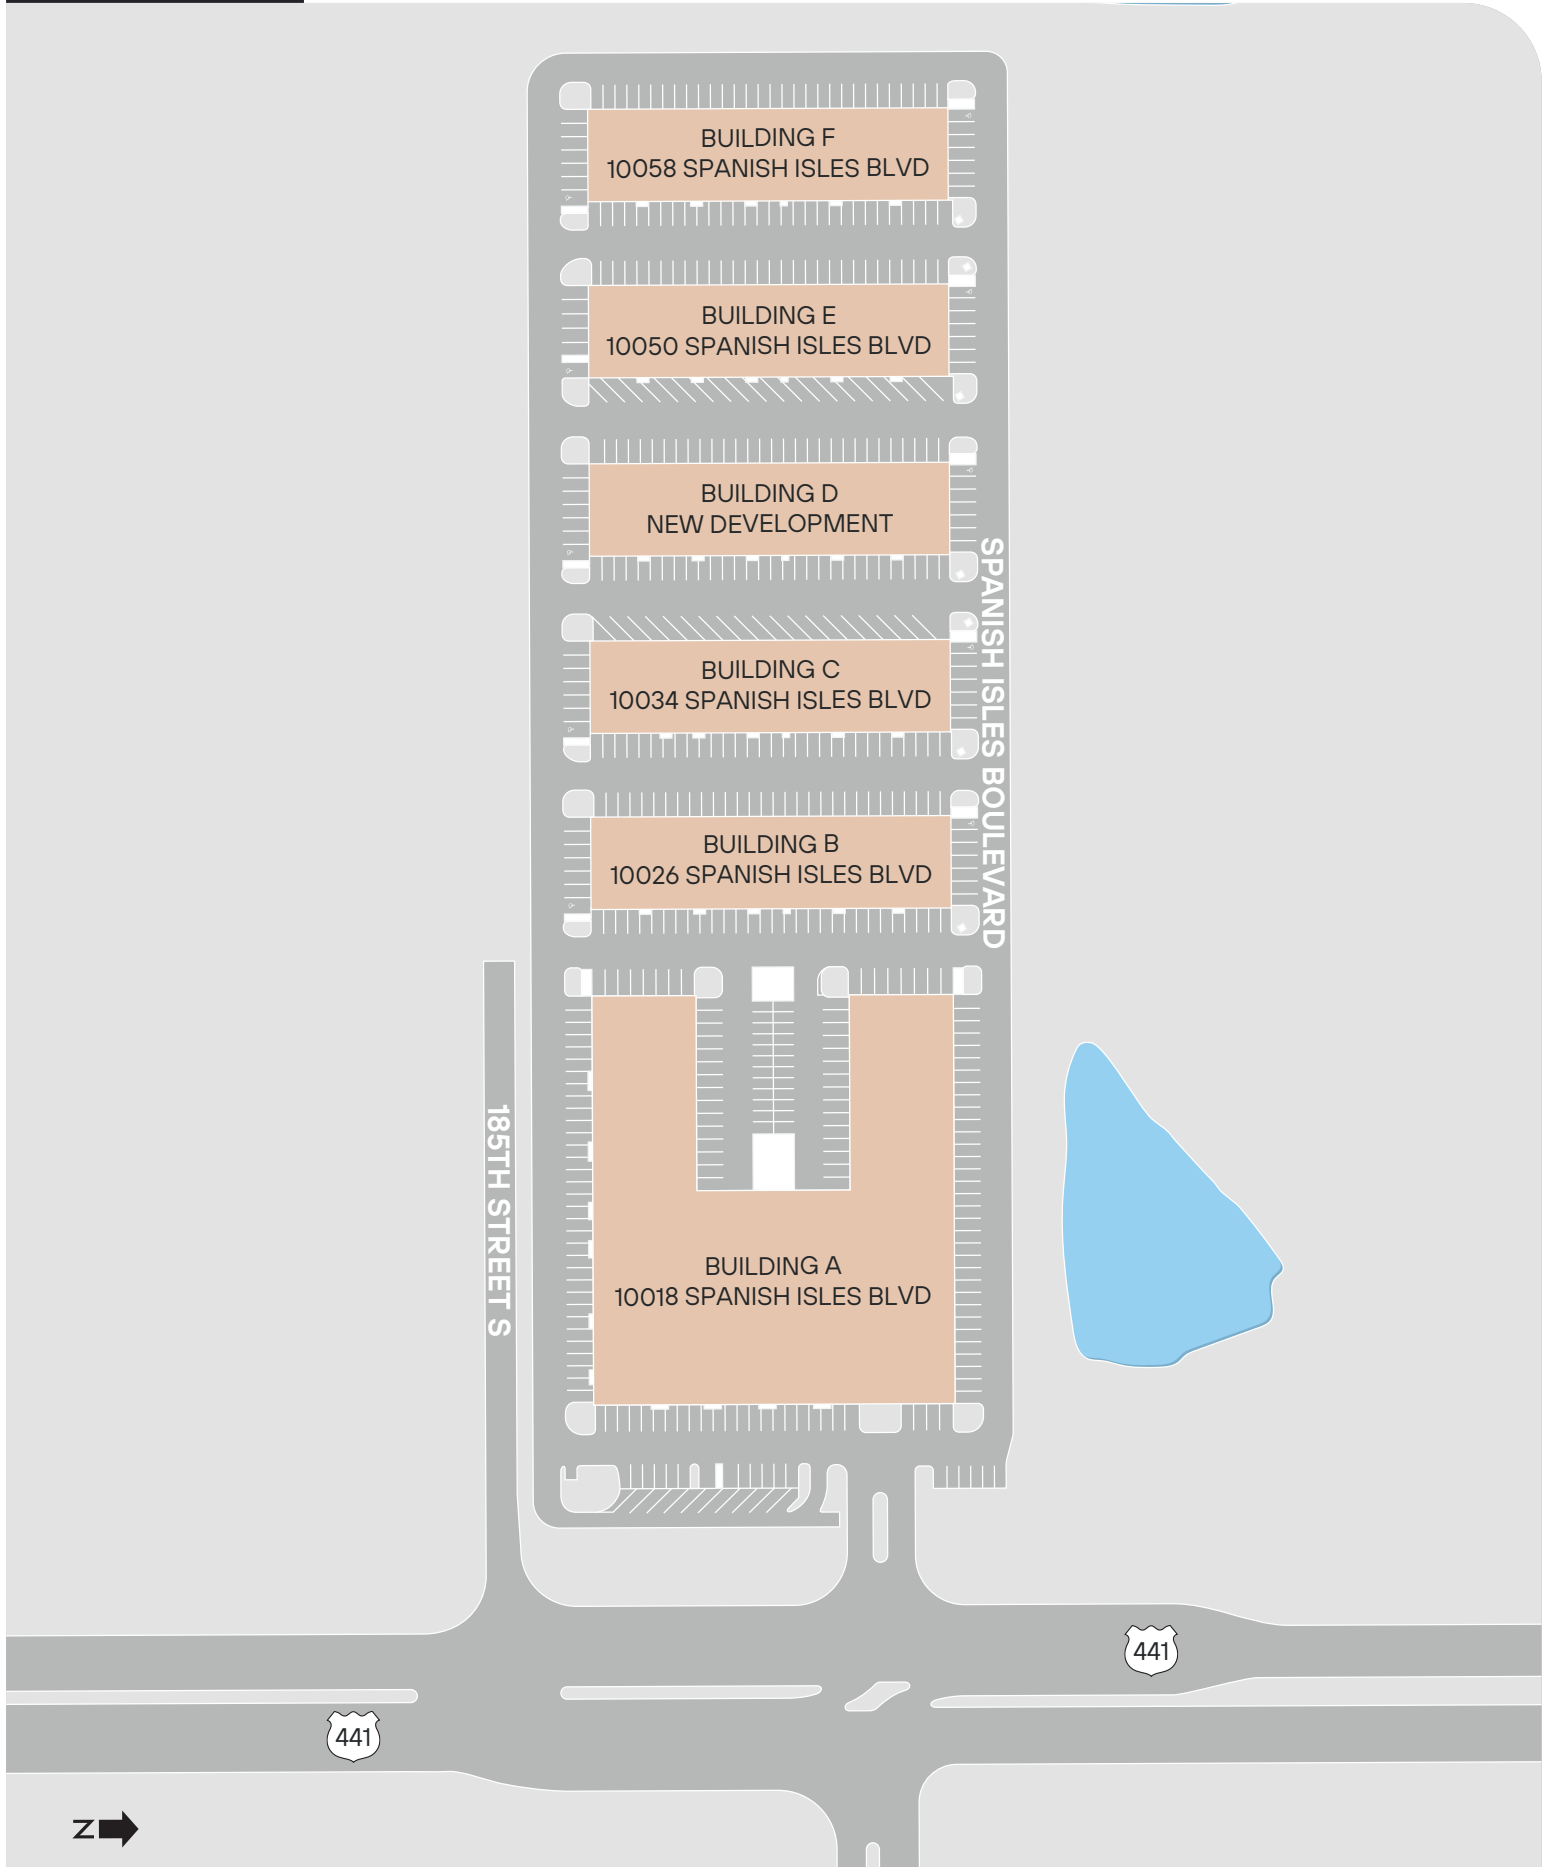 BUILDING F
10058 SPANISH ISLES BLVD
BUILDING E
10050 SPANISH ISLES BLVD
BUILDING D
NEW DEVELOPMENT
SPANISH ISLES BOULEVARD
BUILDING C
10034 SPANISH ISLES BLVD
BUILDING B
10026 SPANISH ISLES BLVD
185TH STREET S
BUILDING A
10018 SPANISH ISLES BLVD
441
441
N